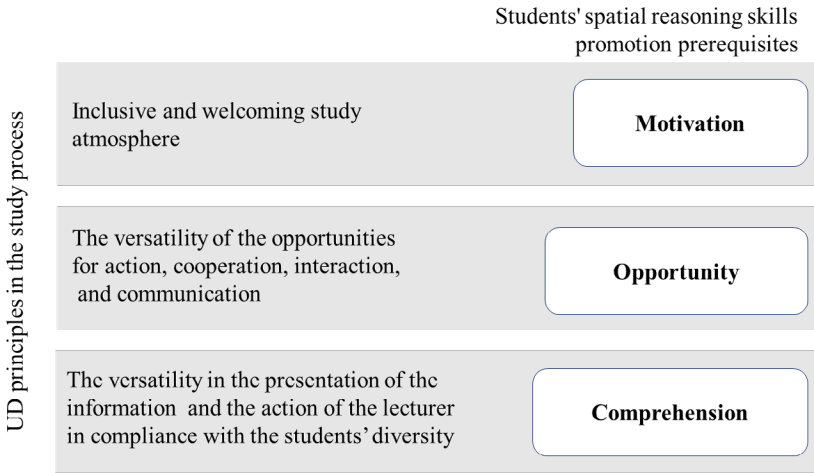 Students' spatial reasoning skills
promotion prerequisites
UD principles in the study process
Inclusive and welcoming study
atmosphere
Motivation
The versatility of the opportunities
for action, cooperation, interaction,
and communication
Opportunity
The versatility in the presentation of the
information and the action of the lecturer
in compliance with the students' diversity
Comprehension